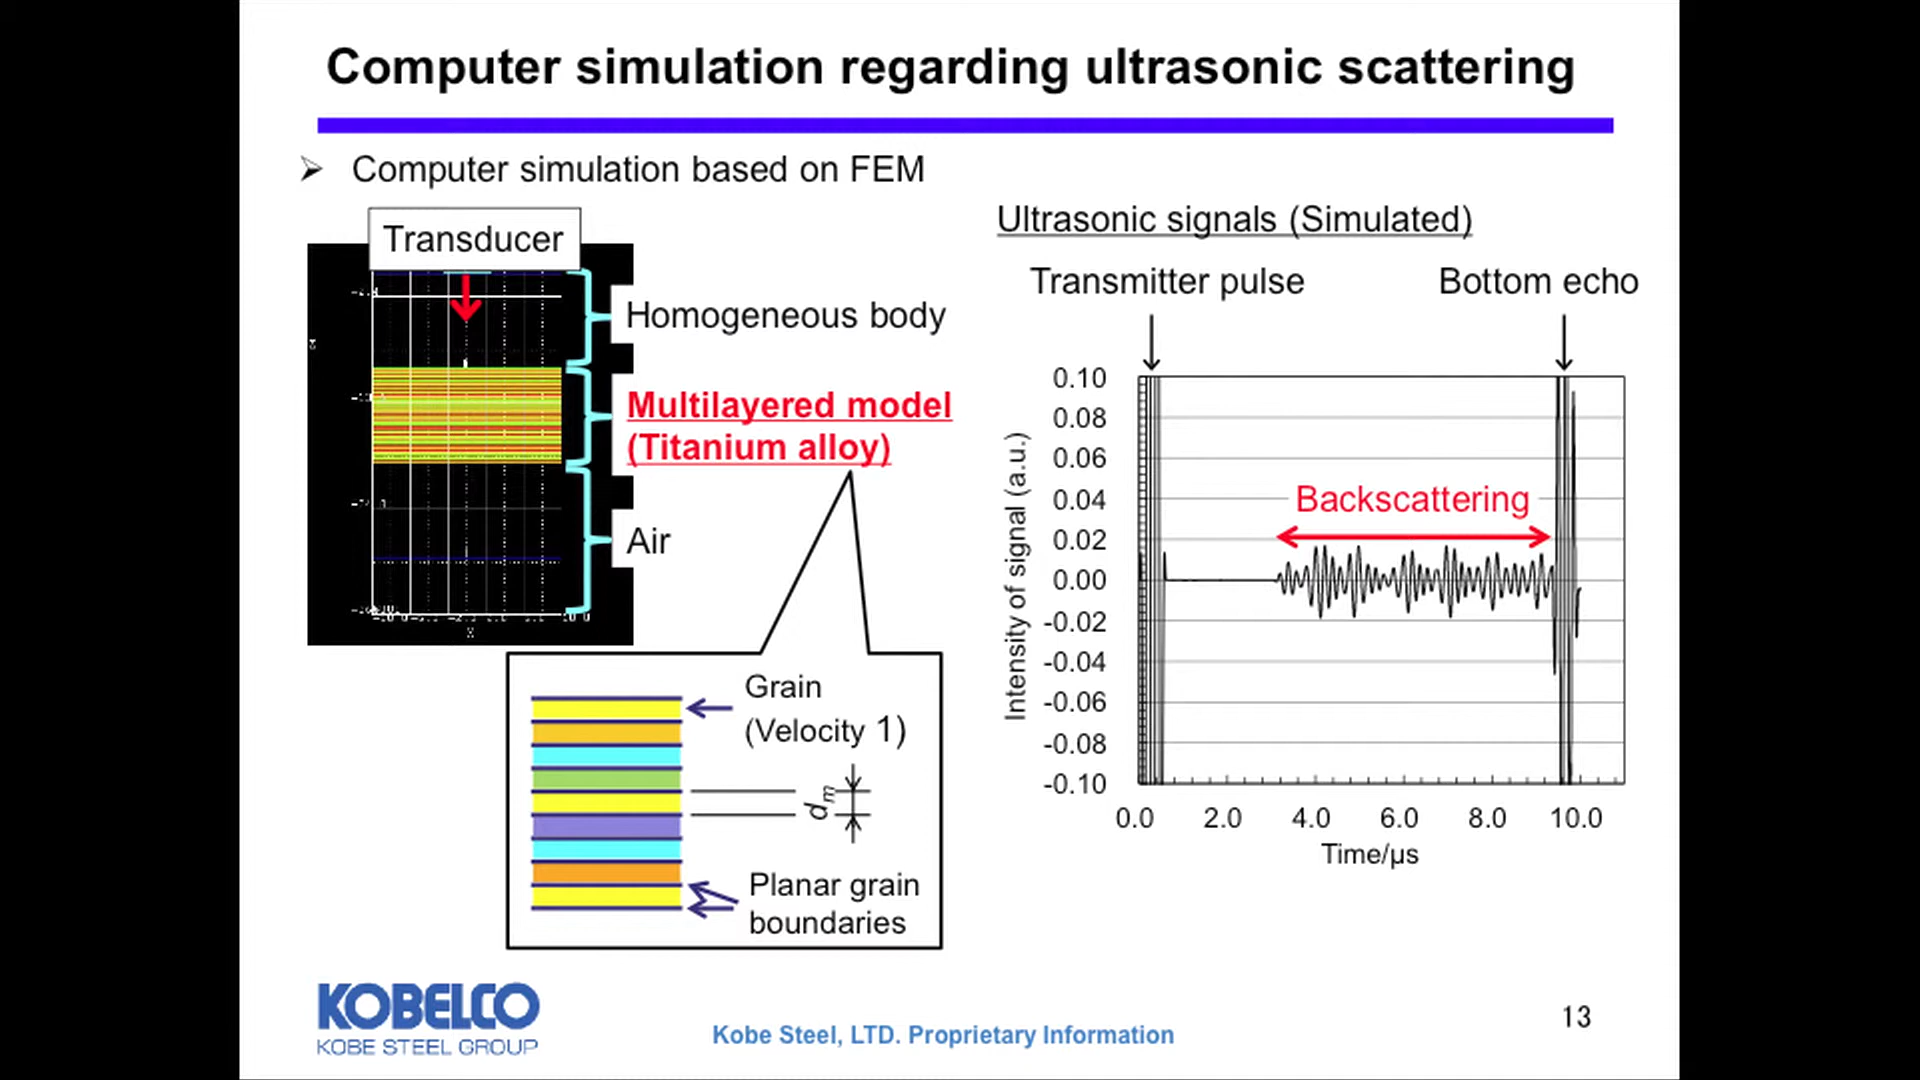 Computer simulation regarding ultrasonic scattering
➢ Computer simulation based on FEM
Transducer
Homogeneous body
Multilayered model
(Titanium alloy)
Air
Grain
(Velocity 1)
dm
Planar grain
boundaries
Ultrasonic signals (Simulated)
Transmitter pulse
Bottom echo
Backscattering
Intensity of signal (a.u.)
0.10
0.08
0.06
0.04
0.02
0.00
-0.02
-0.04
-0.06
-0.08
-0.10
0.0 2.0 4.0 6.0 8.0 10.0
Time/μs
KOBELCO
KOBE STEEL GROUP
Kobe Steel, LTD. Proprietary Information
13